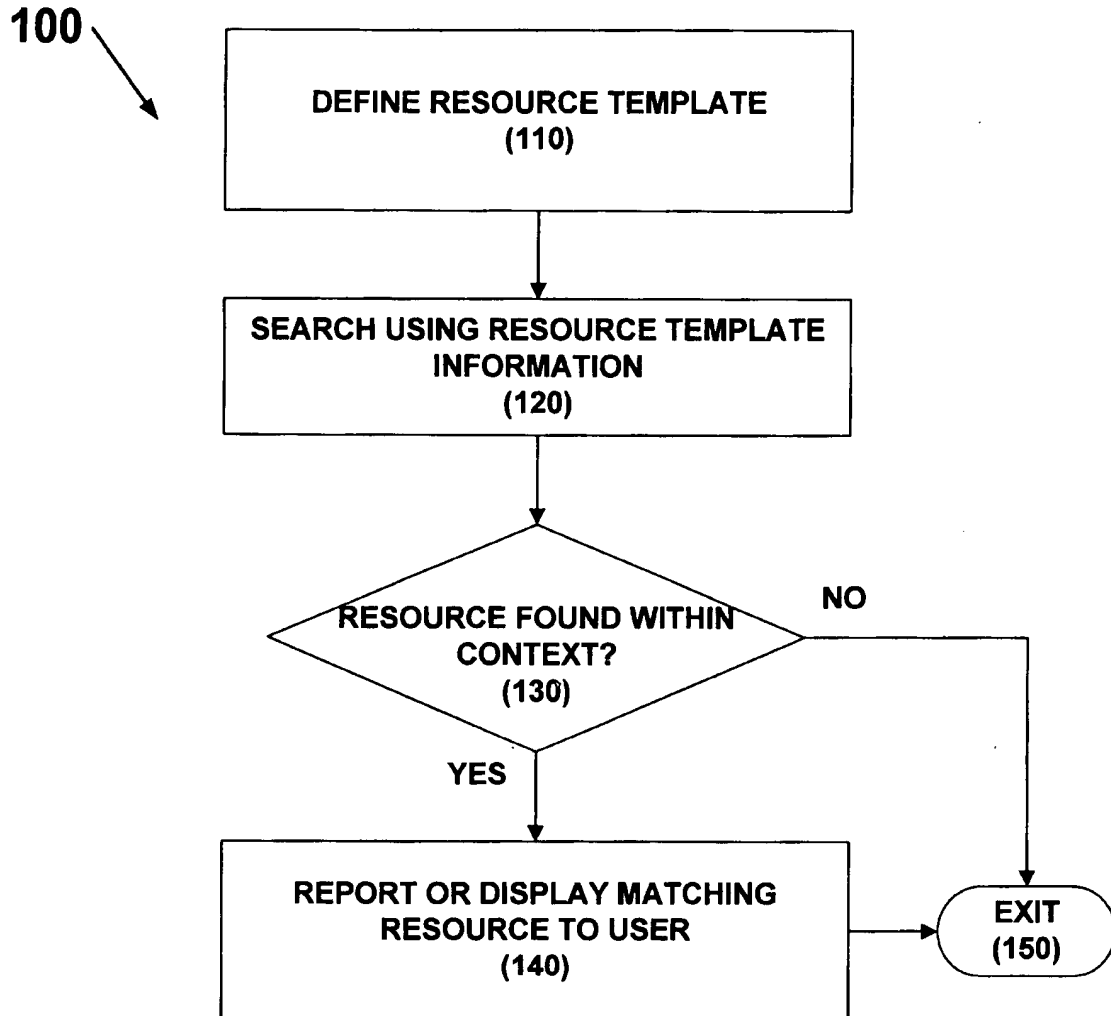 100
DEFINE RESOURCE TEMPLATE
(110)
SEARCH USING RESOURCE TEMPLATE
INFORMATION
(120)
RESOURCE FOUND WITHIN
CONTEXT?
(130)
NO
YES
REPORT OR DISPLAY MATCHING
RESOURCE TO USER
(140)
EXIT
(150)